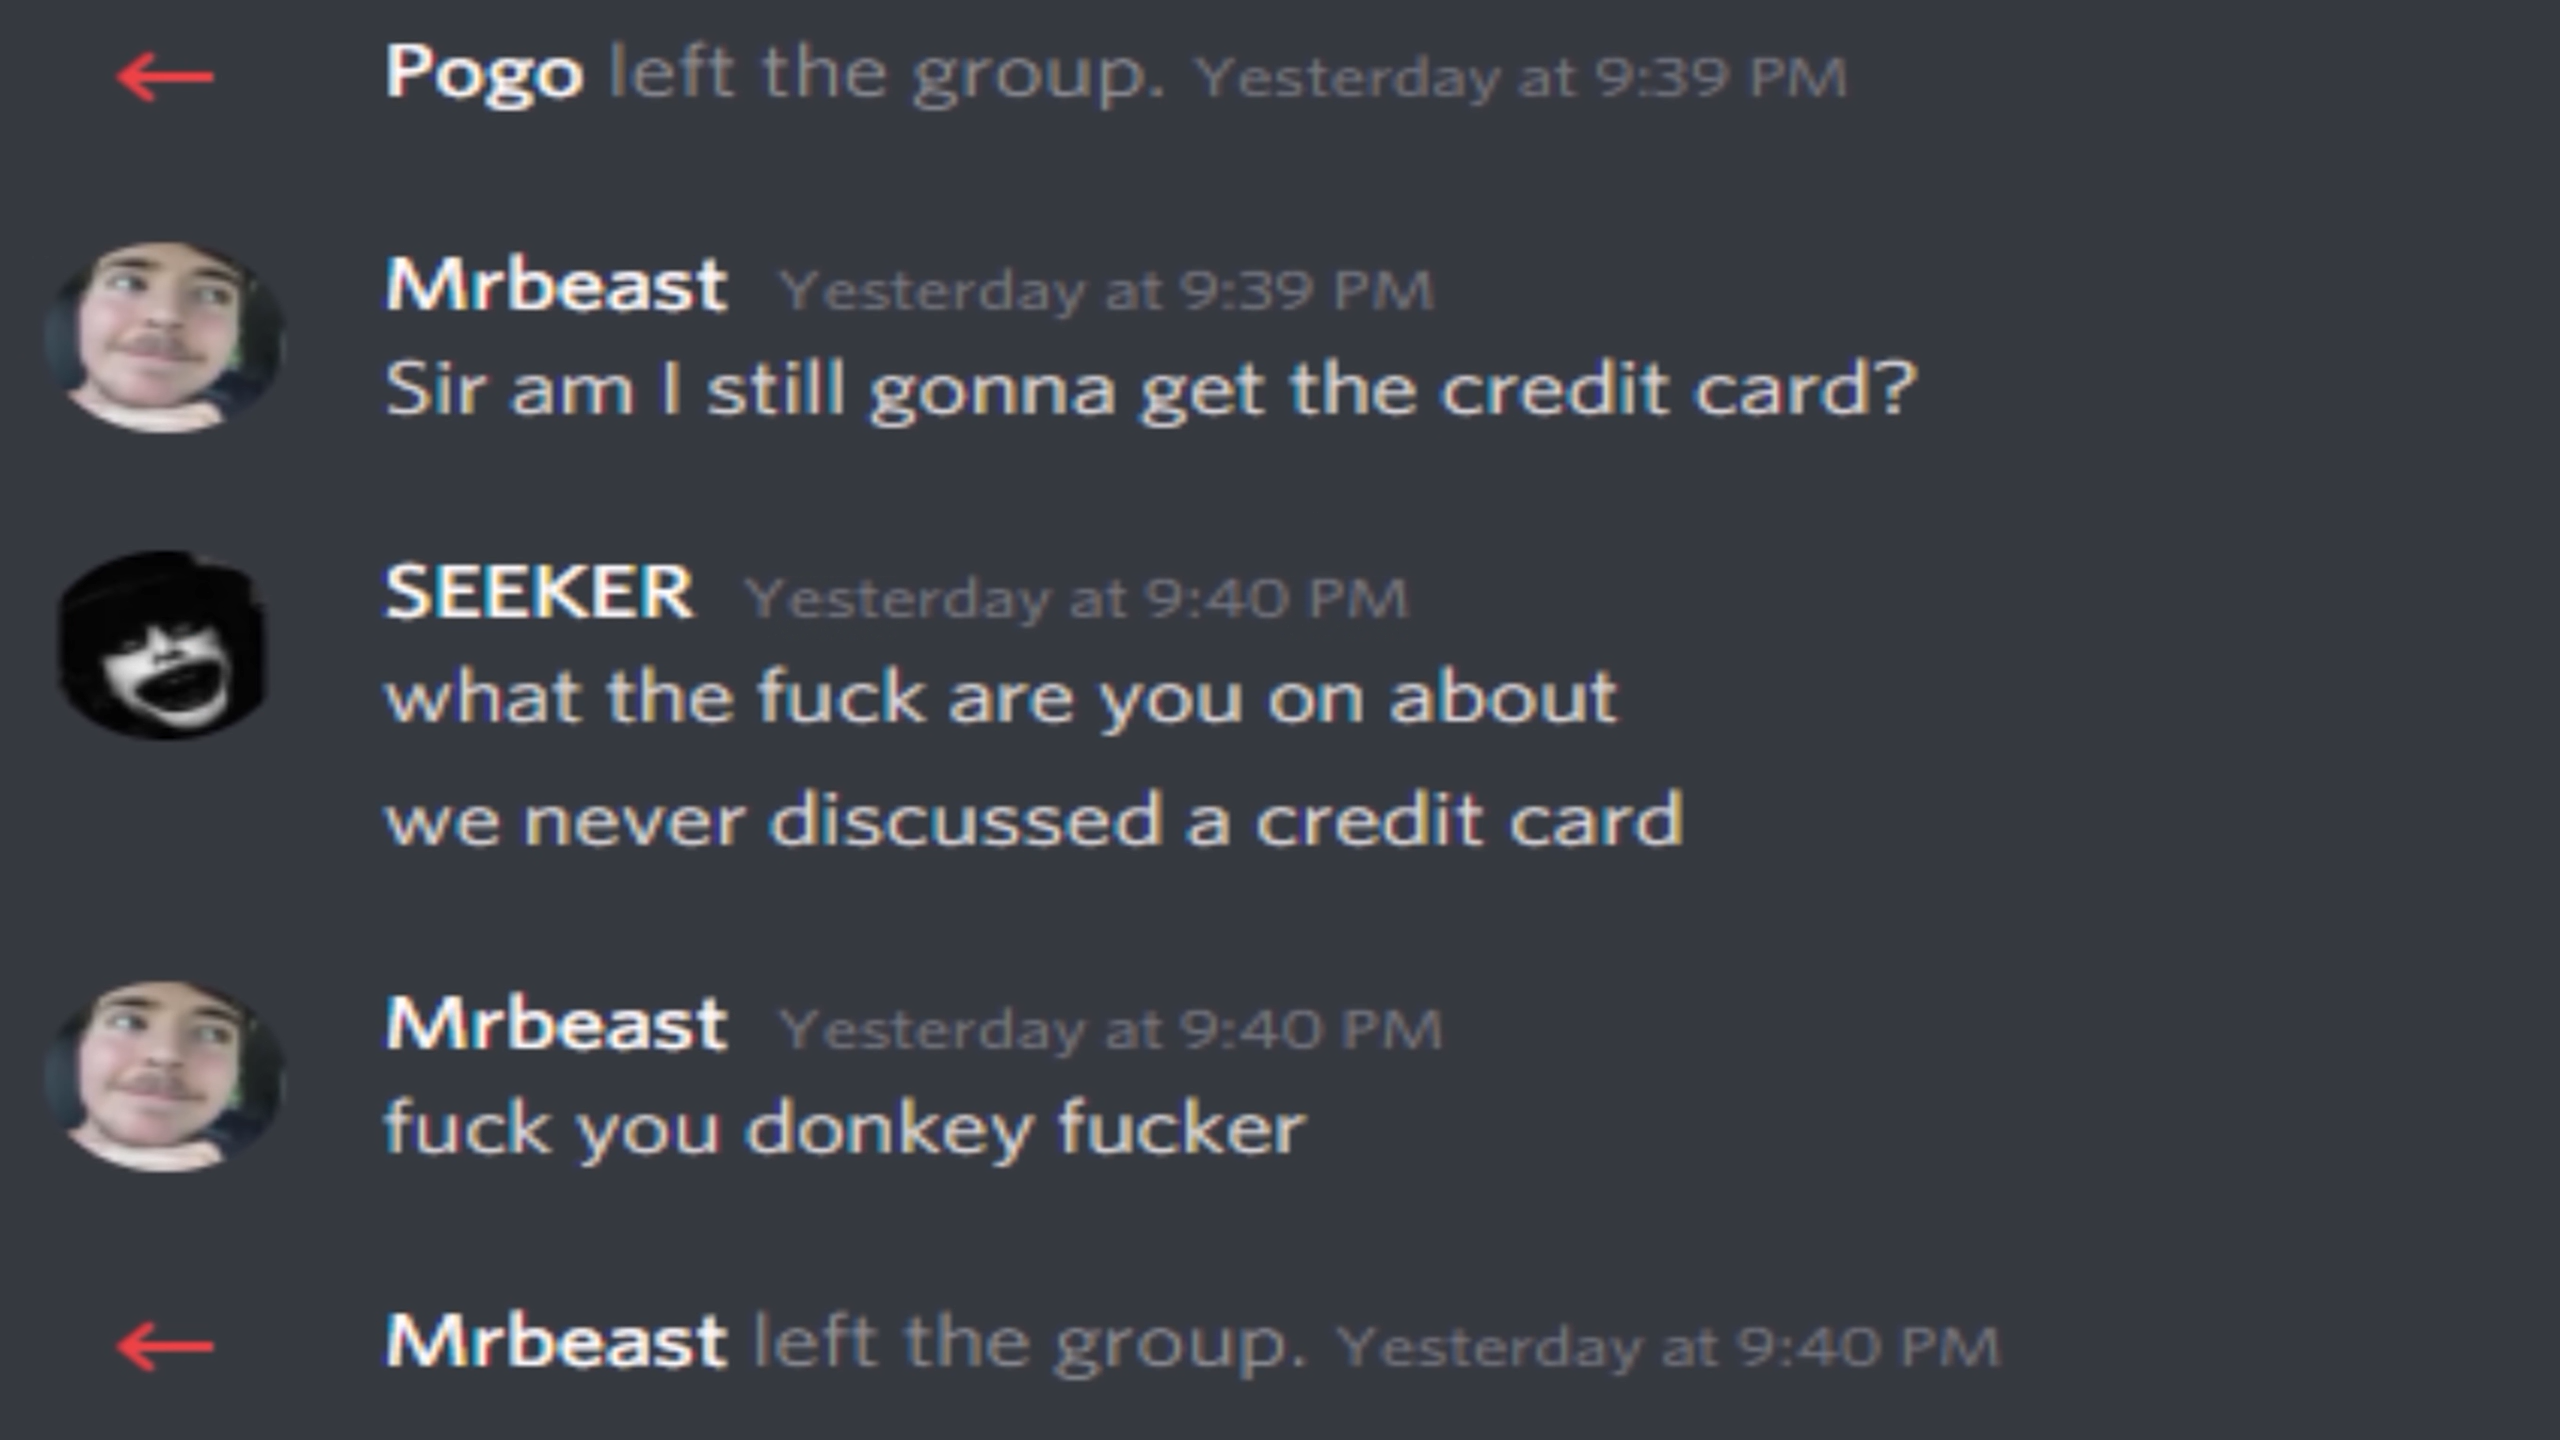 Pogo left the group. Yesterday at 9:39 PM
Mrbeast Yesterday at 9:39 PM
Sir am I still gonna get the credit card?
SEEKER Yesterday at 9:40 PM
what the fuck are you on about
we never discussed a credit card
Mrbeast Yesterday at 9:40 PM
fuck you donkey fucker
Mrbeast left the group. Yesterday at 9:40 PM